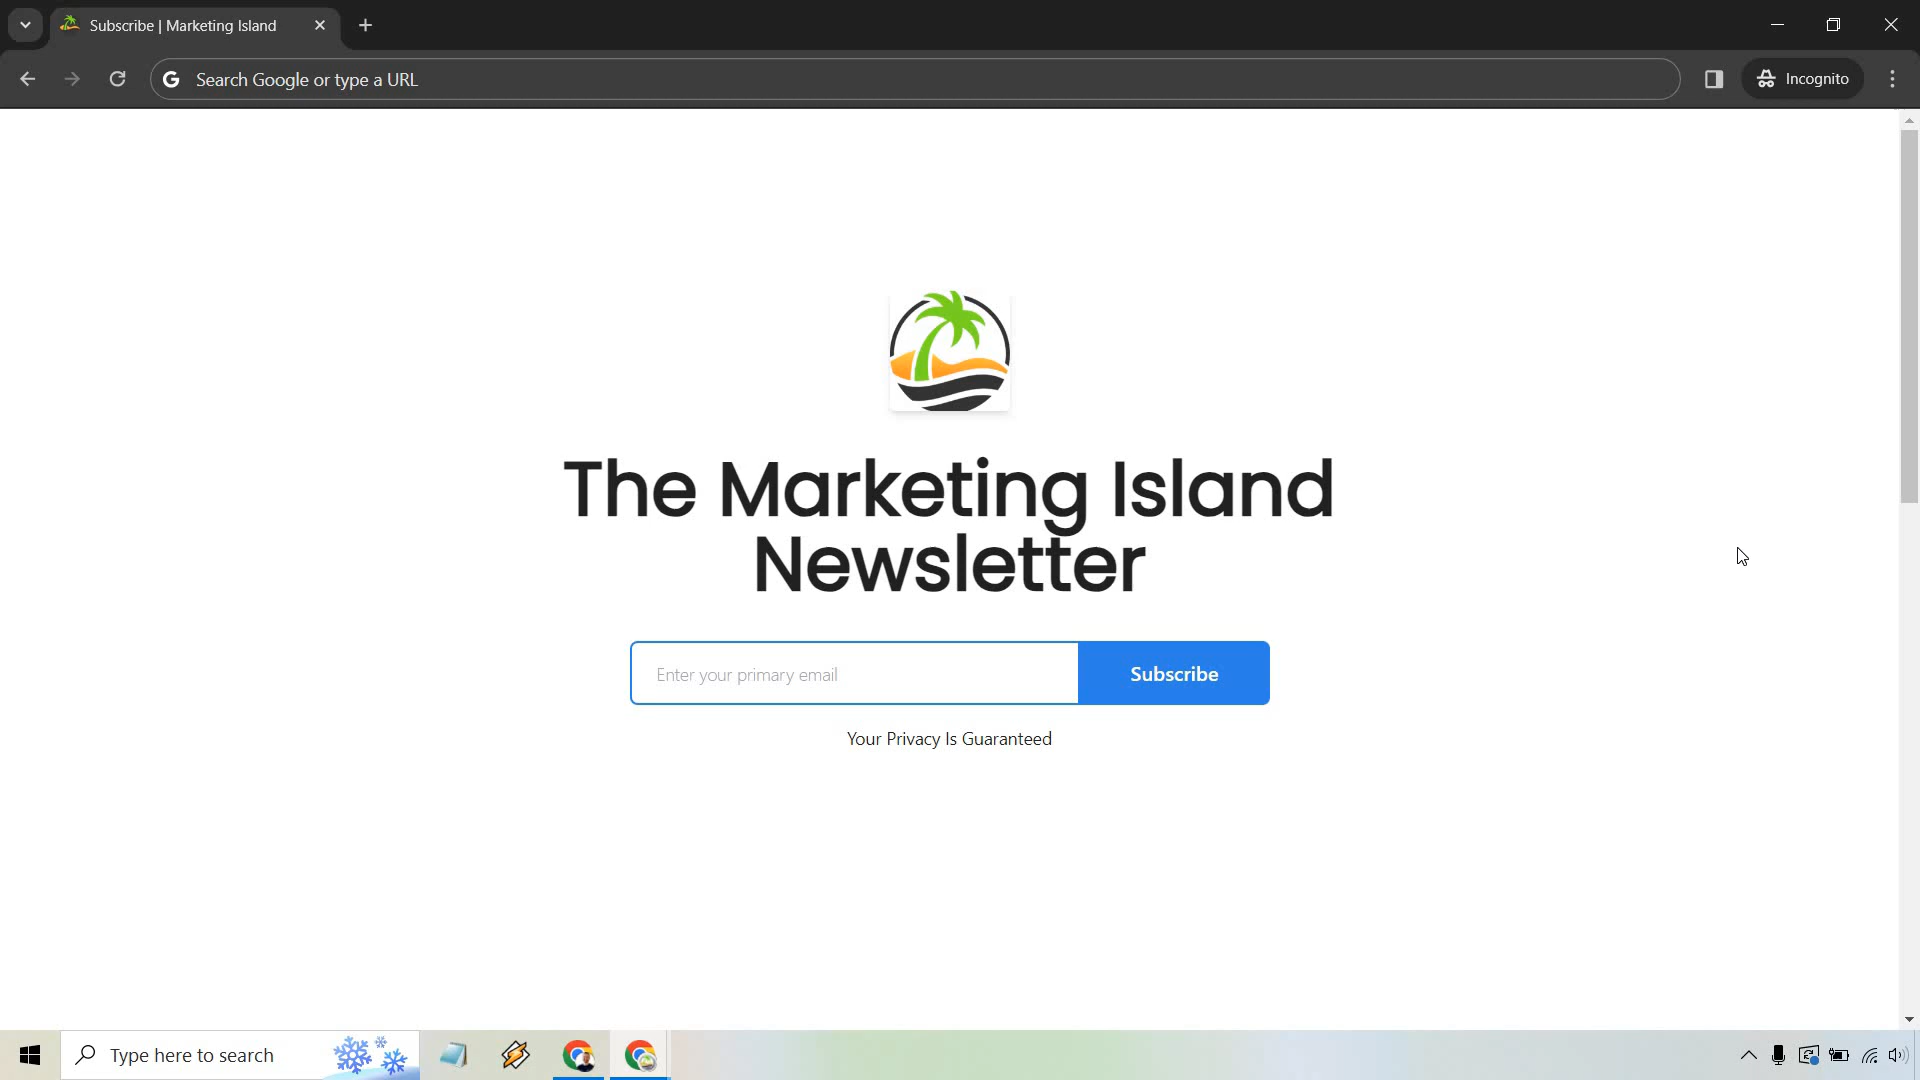 Subscribe | Marketing Island
Search Google or type a URL
Incognito
The Marketing Island
Newsletter
Enter your primary email
Subscribe
Your Privacy Is Guaranteed
Type here to search